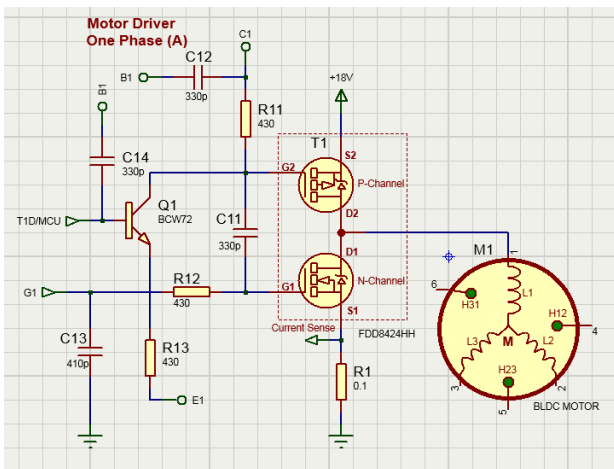 Motor Driver
One Phase (A)
C1
C12
B1
330p
+18V
B1
R11
430
T1
S2
G2
P-Channel
C14
330p
Q1
BCW72
D2
T1D/MCU
C11
330p
D1
N-Channel
M1
1
G1
R12
430
G1
S1
6
H31
L1
H12
4
Current Sense
FDD8424HH
C13
410p
R13
430
R1
0.1
L3
M
L2
H23
3
2
5
BLDC MOTOR
E1